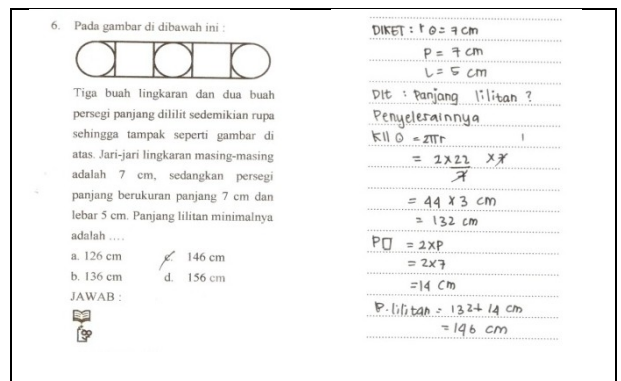 6. Pada gambar di dibawah ini :
Tiga buah lingkaran dan dua buah
persegi panjang dililit sedemikian rupa
sehingga tampak seperti gambar di
atas. Jari-jari lingkaran masing-masing
adalah 7 cm, sedangkan persegi
panjang berukuran panjang 7 cm dan
lebar 5 cm. Panjang lilitan minimalnya
adalah ....
a. 126 cm c. 146 cm
b. 136 cm d. 156 cm
JAWAB :
DIKET : r ʘ = 7 cm
P = 7 cm
L = 5 cm
Dit : Panjang lilitan ?
Penyelerainnya
Kll O = 2πr
= 2 x 22 x 7
7
= 44 x 3 cm
= 132 cm
P▢ = 2xP
= 2x7
=14 cm
P. lilitan = 132+ 14 cm
= 146 cm